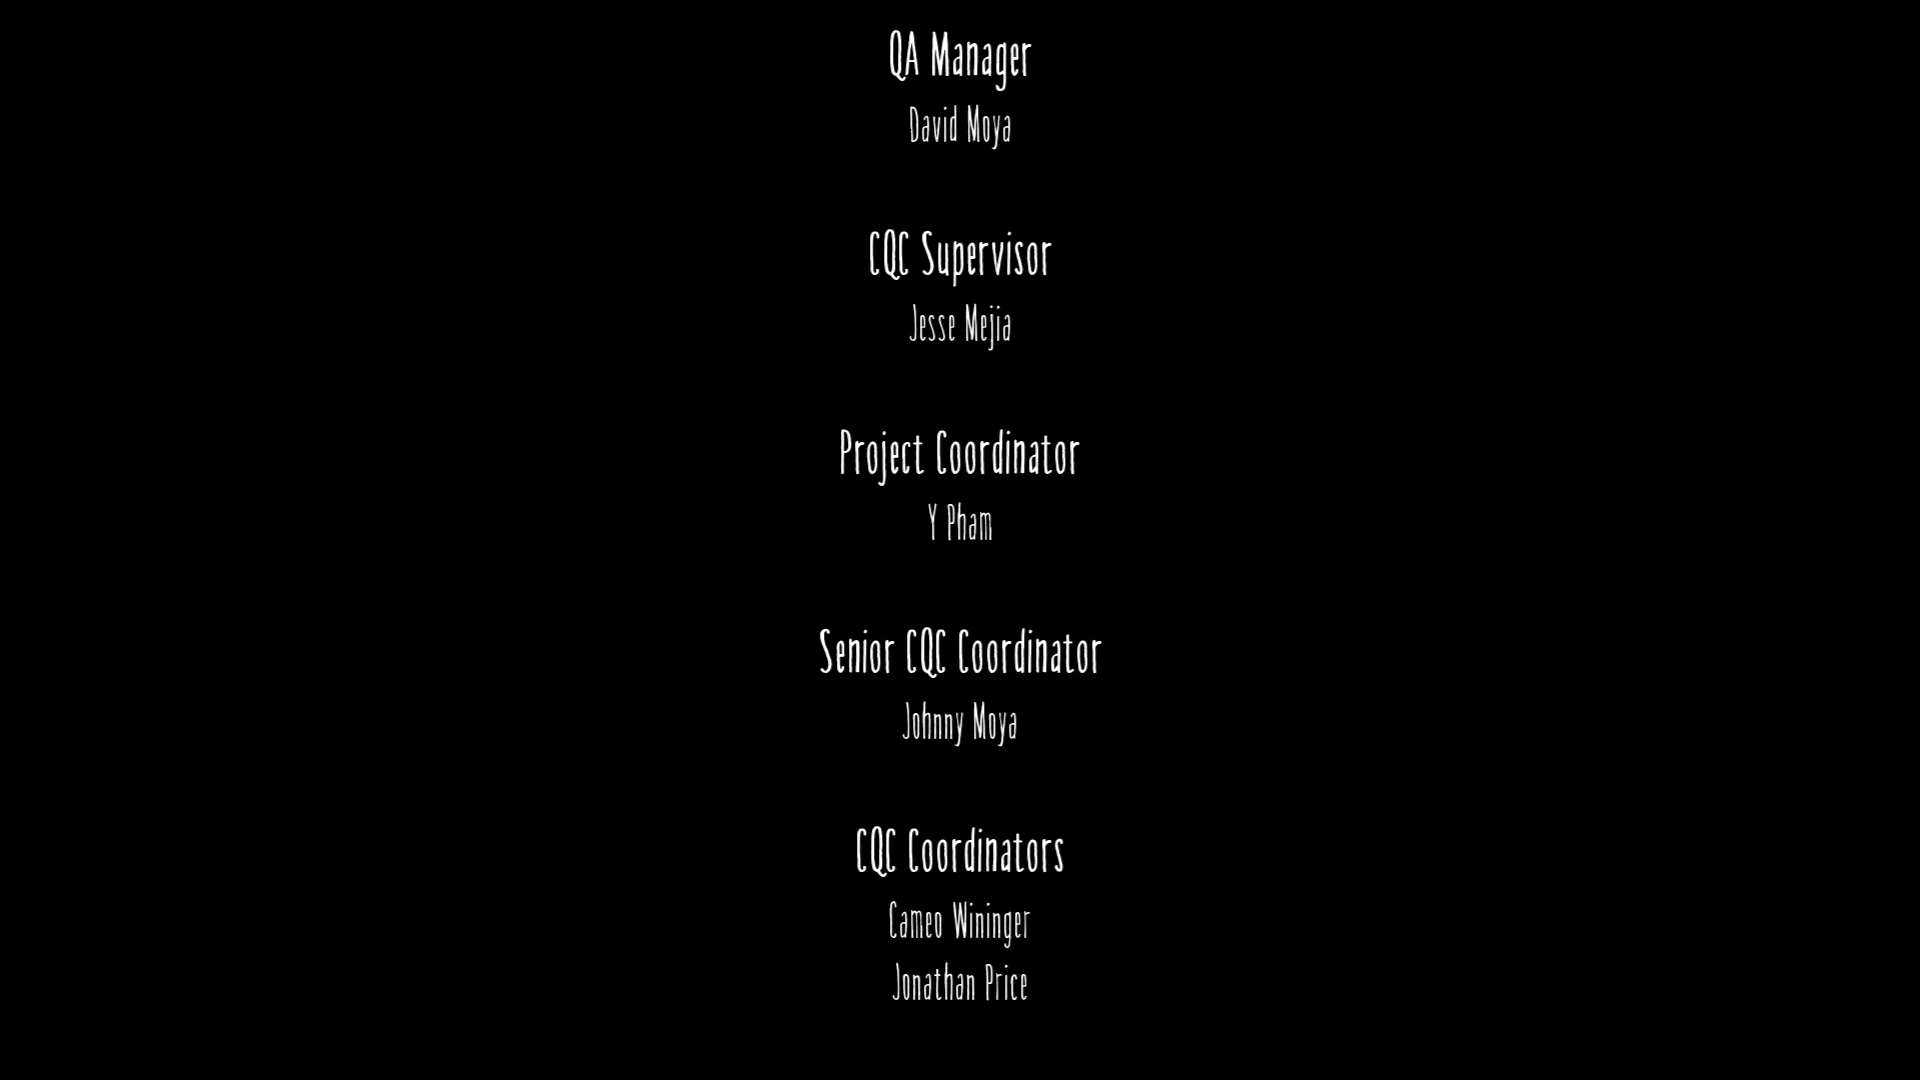 QA Manager
David Moya
CQC Supervisor
Jesse Mejia
Project Coordinator
Y Pham
Senior CQC Coordinator
Johnny Moya
CQC Coordinators
Cameo Wininger
Jonathan Price